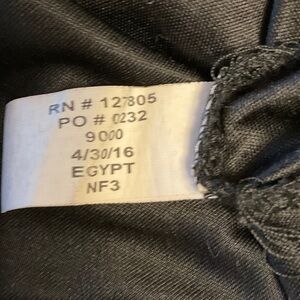 RN # 127805
PO # 0232
9000
4/30/16
EGYPT
NF3